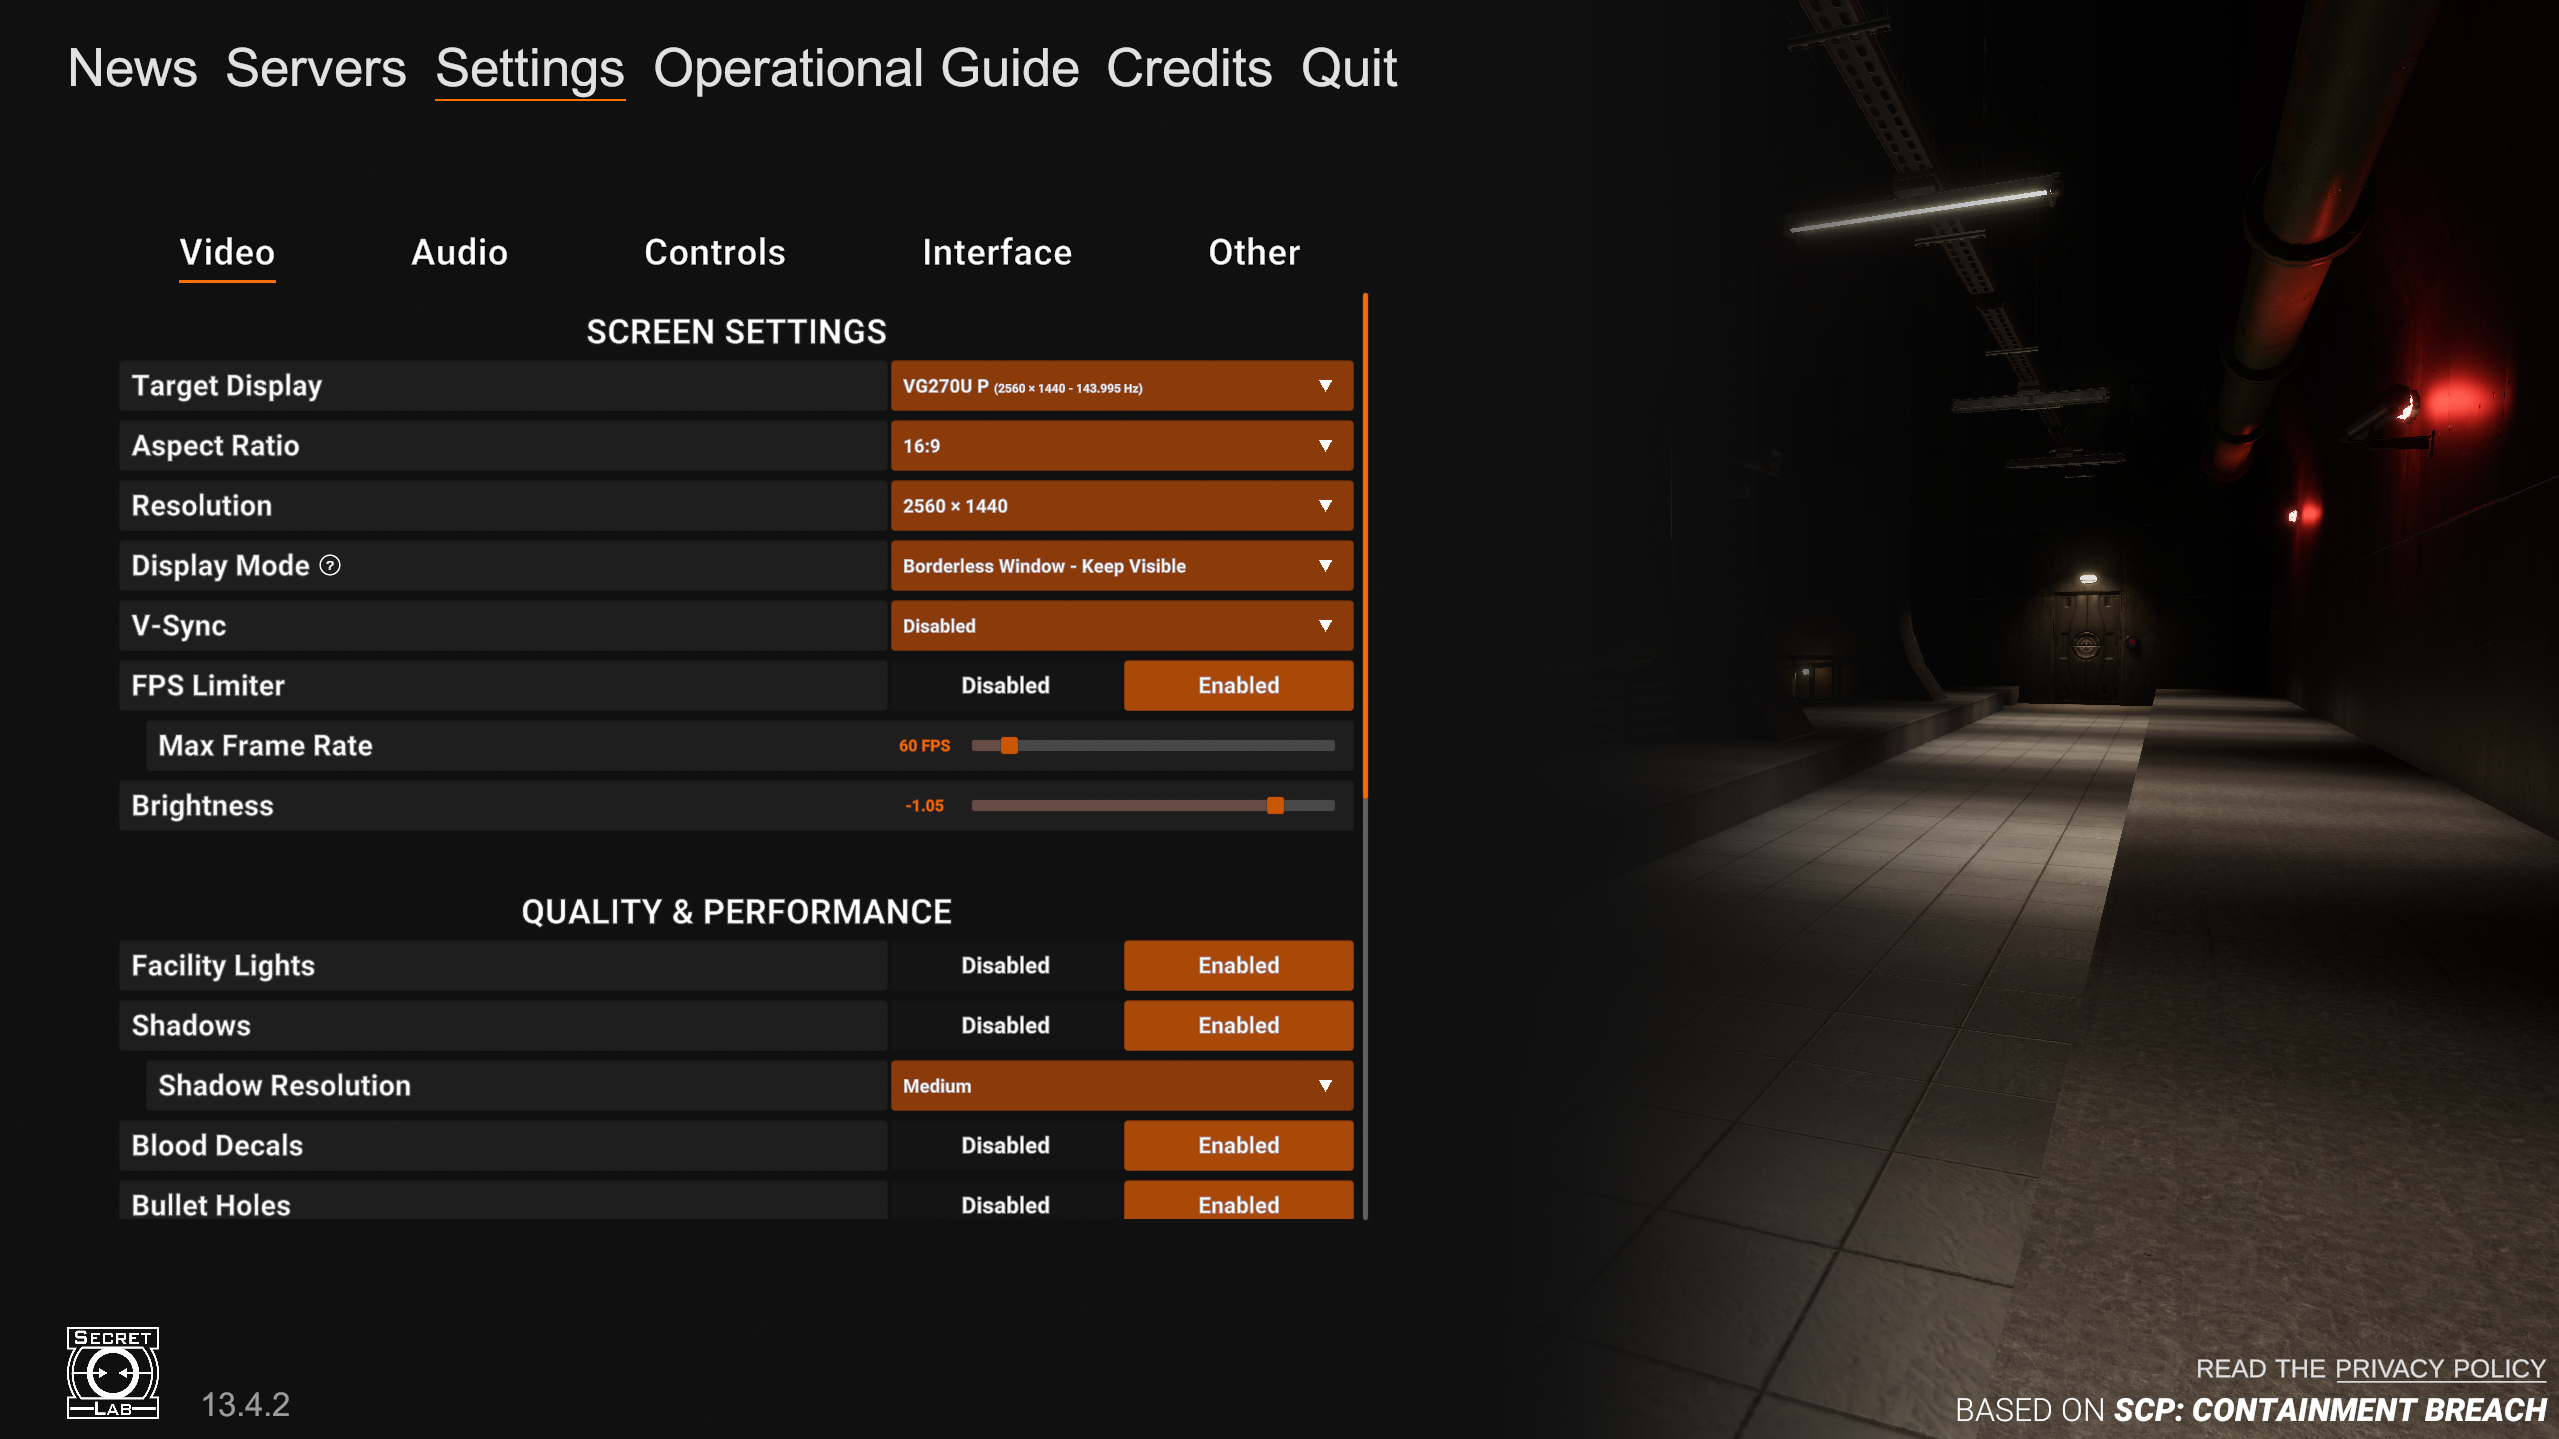 News Servers Settings Operational Guide Credits Quit
Video Audio Controls Interface Other
SCREEN SETTINGS
Target Display VG270U P (2560 × 1440 - 143.995 Hz)
Aspect Ratio 16:9
Resolution 2560 × 1440
Display Mode ? Borderless Window - Keep Visible
V-Sync Disabled
FPS Limiter Disabled Enabled
Max Frame Rate 60 FPS
Brightness -1.05
QUALITY & PERFORMANCE
Facility Lights Disabled Enabled
Shadows Disabled Enabled
Shadow Resolution Medium
Blood Decals Disabled Enabled
Bullet Holes Disabled Enabled
SECRET
LAB
13.4.2
READ THE PRIVACY POLICY
BASED ON SCP: CONTAINMENT BREACH